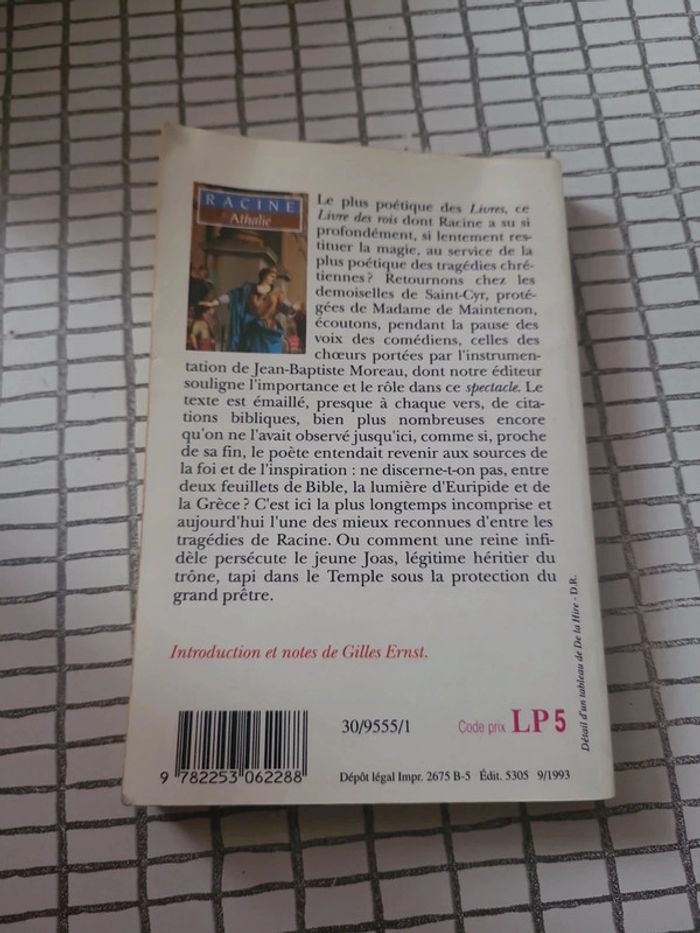 RACINE
Athalie
Le plus poétique des Livres, ce
Livre des rois dont Racine a su si
profondément, si lentement res-
tituer la magie, au service de la
plus poétique des tragédies chré-
tiennes? Retournons chez les
demoiselles de Saint-Cyr, proté-
gées de Madame de Maintenon,
écoutons, pendant la pause des
voix des comédiens, celles des
chœurs portées par l'instrumen-
tation de Jean-Baptiste Moreau, dont notre éditeur
souligne l'importance et le rôle dans ce spectacle. Le
texte est émaillé, presque à chaque vers, de cita-
tions bibliques, bien plus nombreuses encore
qu'on ne l'avait observé jusqu'ici, comme si, proche
de sa fin, le poète entendait revenir aux sources de
la foi et de l'inspiration : ne discerne-t-on pas, entre
deux feuillets de Bible, la lumière d'Euripide et de
la Grèce? C'est ici la plus longtemps incomprise et
aujourd'hui l'une des mieux reconnues d'entre les
tragédies de Racine. Ou comment une reine infi-
dèle persécute le jeune Joas, légitime héritier du
trône, tapi dans le Temple sous la protection du
grand prêtre.
Introduction et notes de Gilles Ernst.
Détail d'un tableau de De la Hire - D.R.
30/9555/1
Code prix LP5
9 782253 062288
Dépôt légal Impr. 2675 B-5 Édit. 5305 9/1993